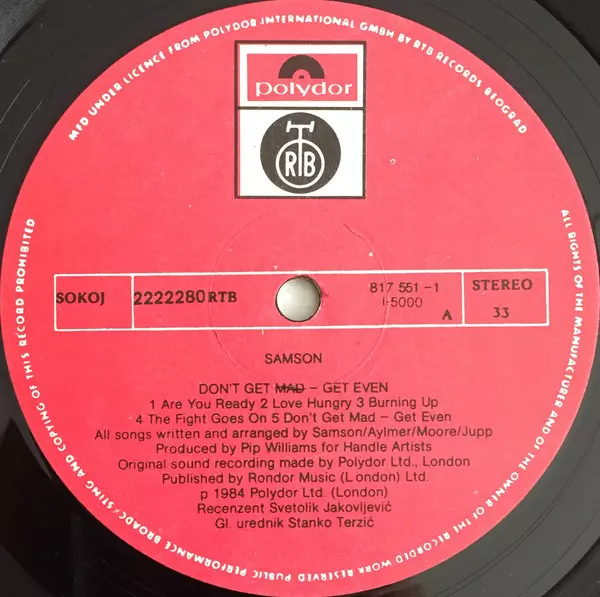 MFD UNDER LICENCE FROM POLYDOR INTERNATIONAL GMBH BY RTB RECORDS BEOGRAD
polydor
RTB
SOKOJ
2222280 RTB
817 551-1
I-5000
A
STEREO
33
SAMSON
DON'T GET MAD – GET EVEN
1 Are You Ready 2 Love Hungry 3 Burning Up
4 The Fight Goes On 5 Don't Get Mad – Get Even
All songs written and arranged by Samson/Aylmer/Moore/Jupp
Produced by Pip Williams for Handle Artists
Original sound recording made by Polydor Ltd., London
Published by Rondor Music (London) Ltd.
p 1984 Polydor Ltd. (London)
Recenzent Svetolik Jakovljević
Gl. urednik Stanko Terzić
ALL RIGHTS OF THE MANUFACTURER AND OF THE OWNER OF THE RECORDED WORK RESERVED PUBLIC PERFORMANCE BROADCASTING AND COPYING OF THIS RECORD PROHIBITED